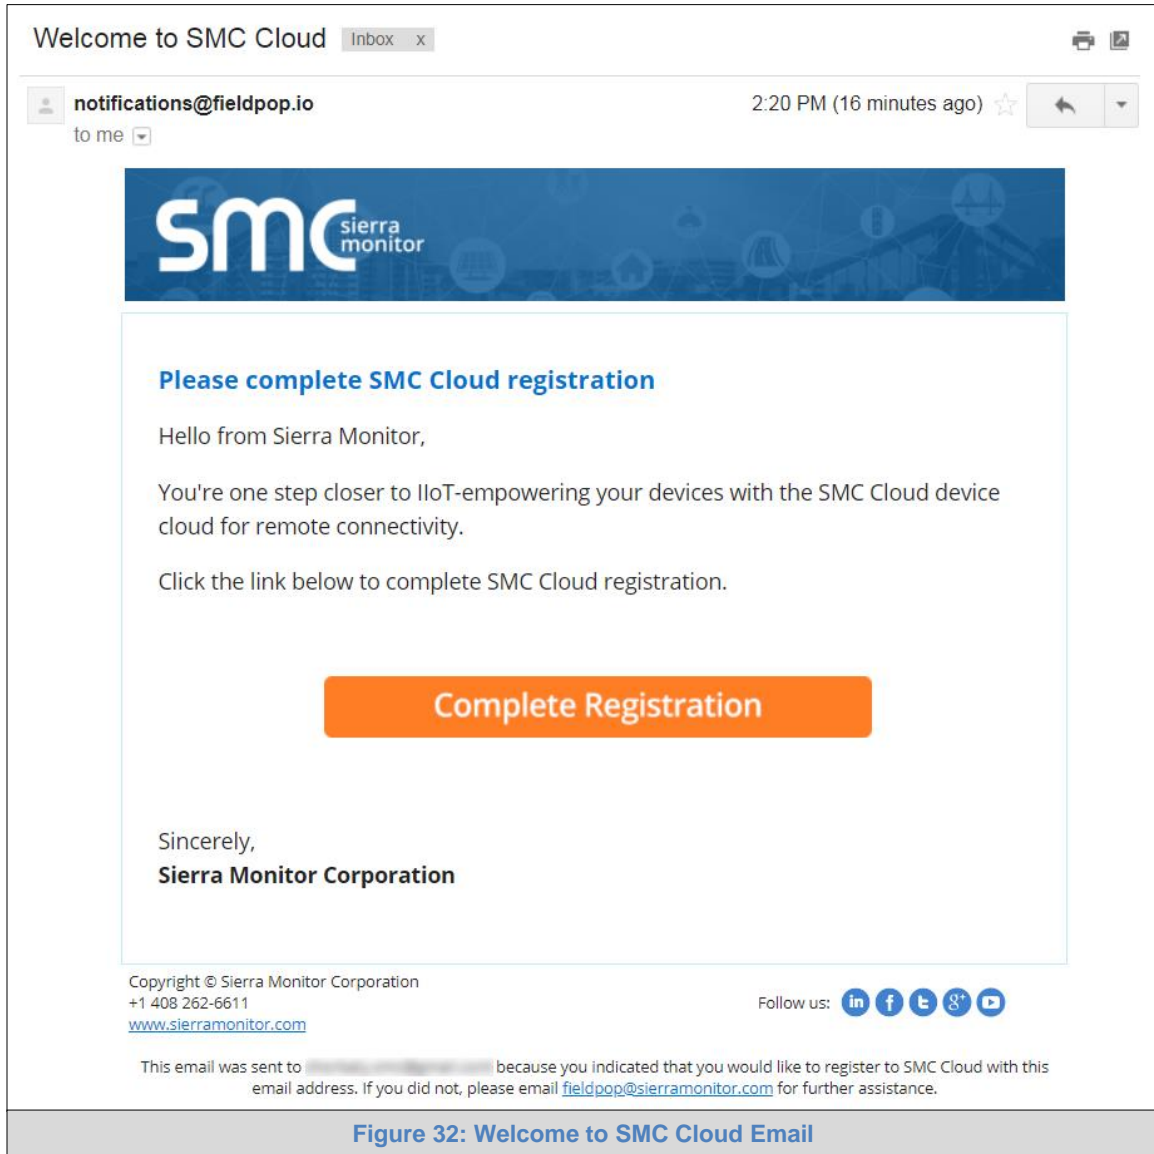 Welcome to SMC Cloud Inbox x
notifications@fieldpop.io 2:20 PM (16 minutes ago)
to me
smc sierra
monitor
Please complete SMC Cloud registration
Hello from Sierra Monitor,
You're one step closer to IIoT-empowering your devices with the SMC Cloud device
cloud for remote connectivity.
Click the link below to complete SMC Cloud registration.
Complete Registration
Sincerely,
Sierra Monitor Corporation
Copyright © Sierra Monitor Corporation
+1 408 262-6611
www.sierramonitor.com
Follow us: in f t g+
This email was sent to because you indicated that you would like to register to SMC Cloud with this
email address. If you did not, please email fieldpop@sierramonitor.com for further assistance.
Figure 32: Welcome to SMC Cloud Email